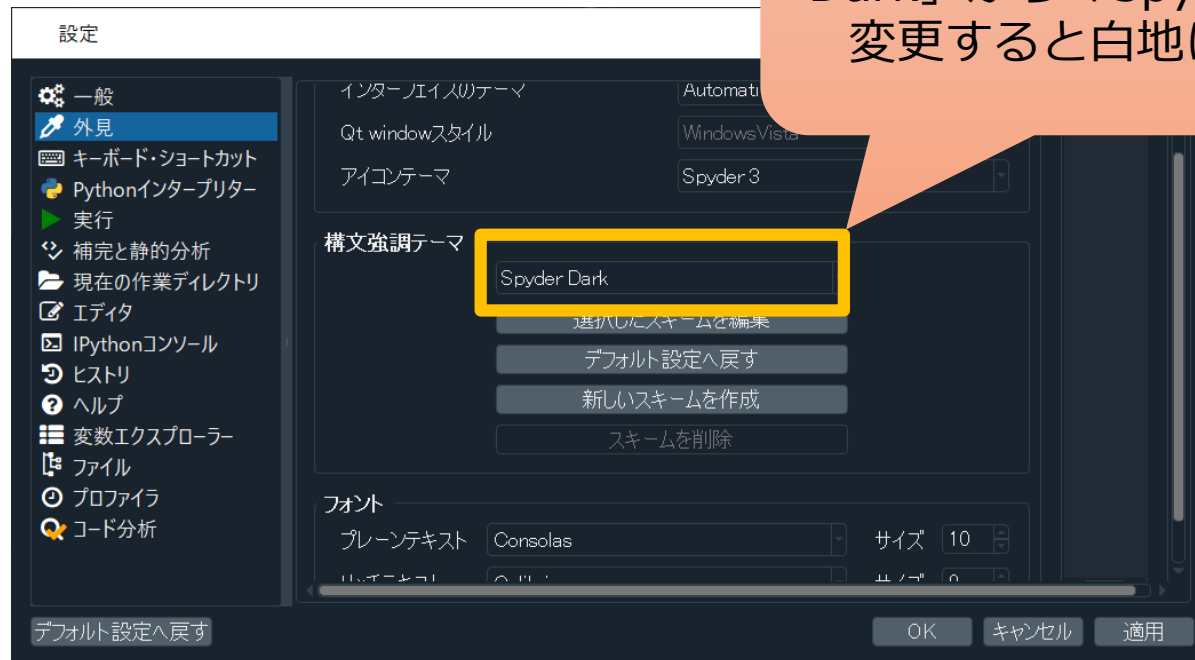 設定
変更すると白地に
一般
外見
キーボード・ショートカット
Pythonインタープリター
実行
補完と静的分析
現在の作業ディレクトリ
エディタ
IPythonコンソール
ヒストリ
ヘルプ
変数エクスプローラー
ファイル
プロファイラ
コード分析
インターフェイスのテーマ Automati
Qt windowスタイル WindowsVista
アイコンテーマ Spyder 3
構文強調テーマ
Spyder Dark
選択したスキームを編集
デフォルト設定へ戻す
新しいスキームを作成
スキームを削除
フォント
プレーンテキスト Consolas サイズ 10
デフォルト設定へ戻す OK キャンセル 適用